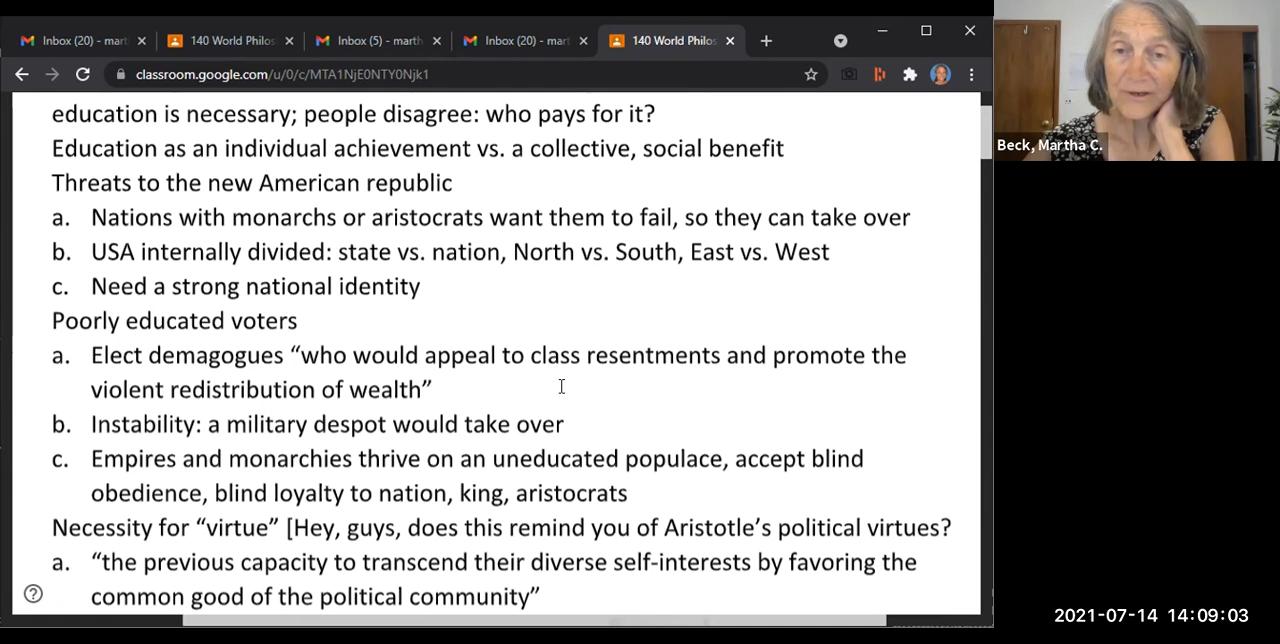 Inbox (20) - mart
140 World Philos
Inbox (5) - marth
Inbox (20) - mart
140 World Philos
classroom.google.com/u/0/c/MTA1NjE0NTY0Njk1
education is necessary; people disagree: who pays for it?
Education as an individual achievement vs. a collective, social benefit
Threats to the new American republic
a. Nations with monarchs or aristocrats want them to fail, so they can take over
b. USA internally divided: state vs. nation, North vs. South, East vs. West
c. Need a strong national identity
Poorly educated voters
a. Elect demagogues “who would appeal to class resentments and promote the
violent redistribution of wealth”
b. Instability: a military despot would take over
c. Empires and monarchies thrive on an uneducated populace, accept blind
obedience, blind loyalty to nation, king, aristocrats
Necessity for “virtue” [Hey, guys, does this remind you of Aristotle’s political virtues?
a. “the previous capacity to transcend their diverse self-interests by favoring the
common good of the political community”
Beck, Martha C.
2021-07-14 14:09:03